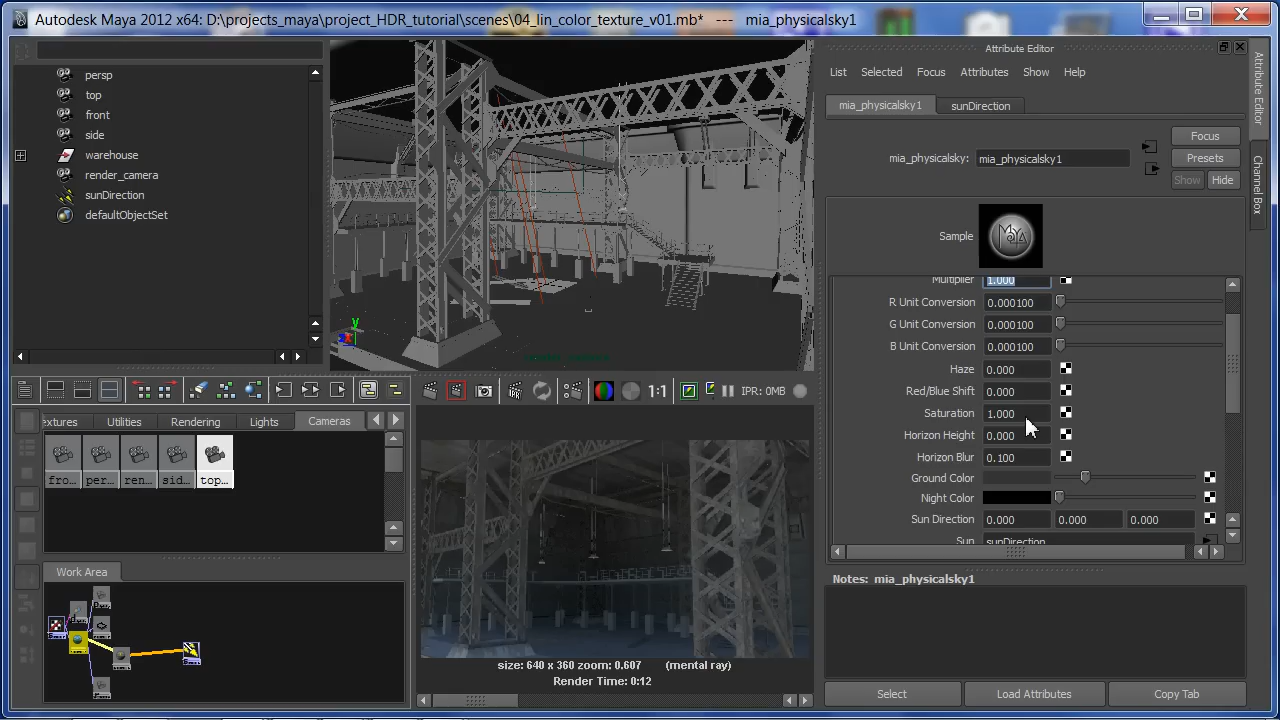 Autodesk Maya 2012 x64: D:\projects_maya\project_HDR_tutorial\scenes\04_lin_color_texture_v01.mb* --- mia_physicalsky1
persp
top
front
side
warehouse
render_camera
sunDirection
defaultObjectSet
Attribute Editor
List Selected Focus Attributes Show Help
mia_physicalsky1 sunDirection
Focus
mia_physicalsky: mia_physicalsky1
Presets
Show Hide
Sample
Multiplier 1.000
R Unit Conversion 0.000100
G Unit Conversion 0.000100
B Unit Conversion 0.000100
Haze 0.000
Red/Blue Shift 0.000
Saturation 1.000
Horizon Height 0.000
Horizon Blur 0.100
Ground Color
Night Color
Sun Direction 0.000 0.000 0.000
Sun sunDirection
Notes: mia_physicalsky1
Select Load Attributes Copy Tab
Attribute Editor
Channel Box
1:1 IPR: 0MB
extures Utilities Rendering Lights Cameras
fro... per... ren... sid... top...
Work Area
size: 640 x 360 zoom: 0.607 (mental ray)
Render Time: 0:12